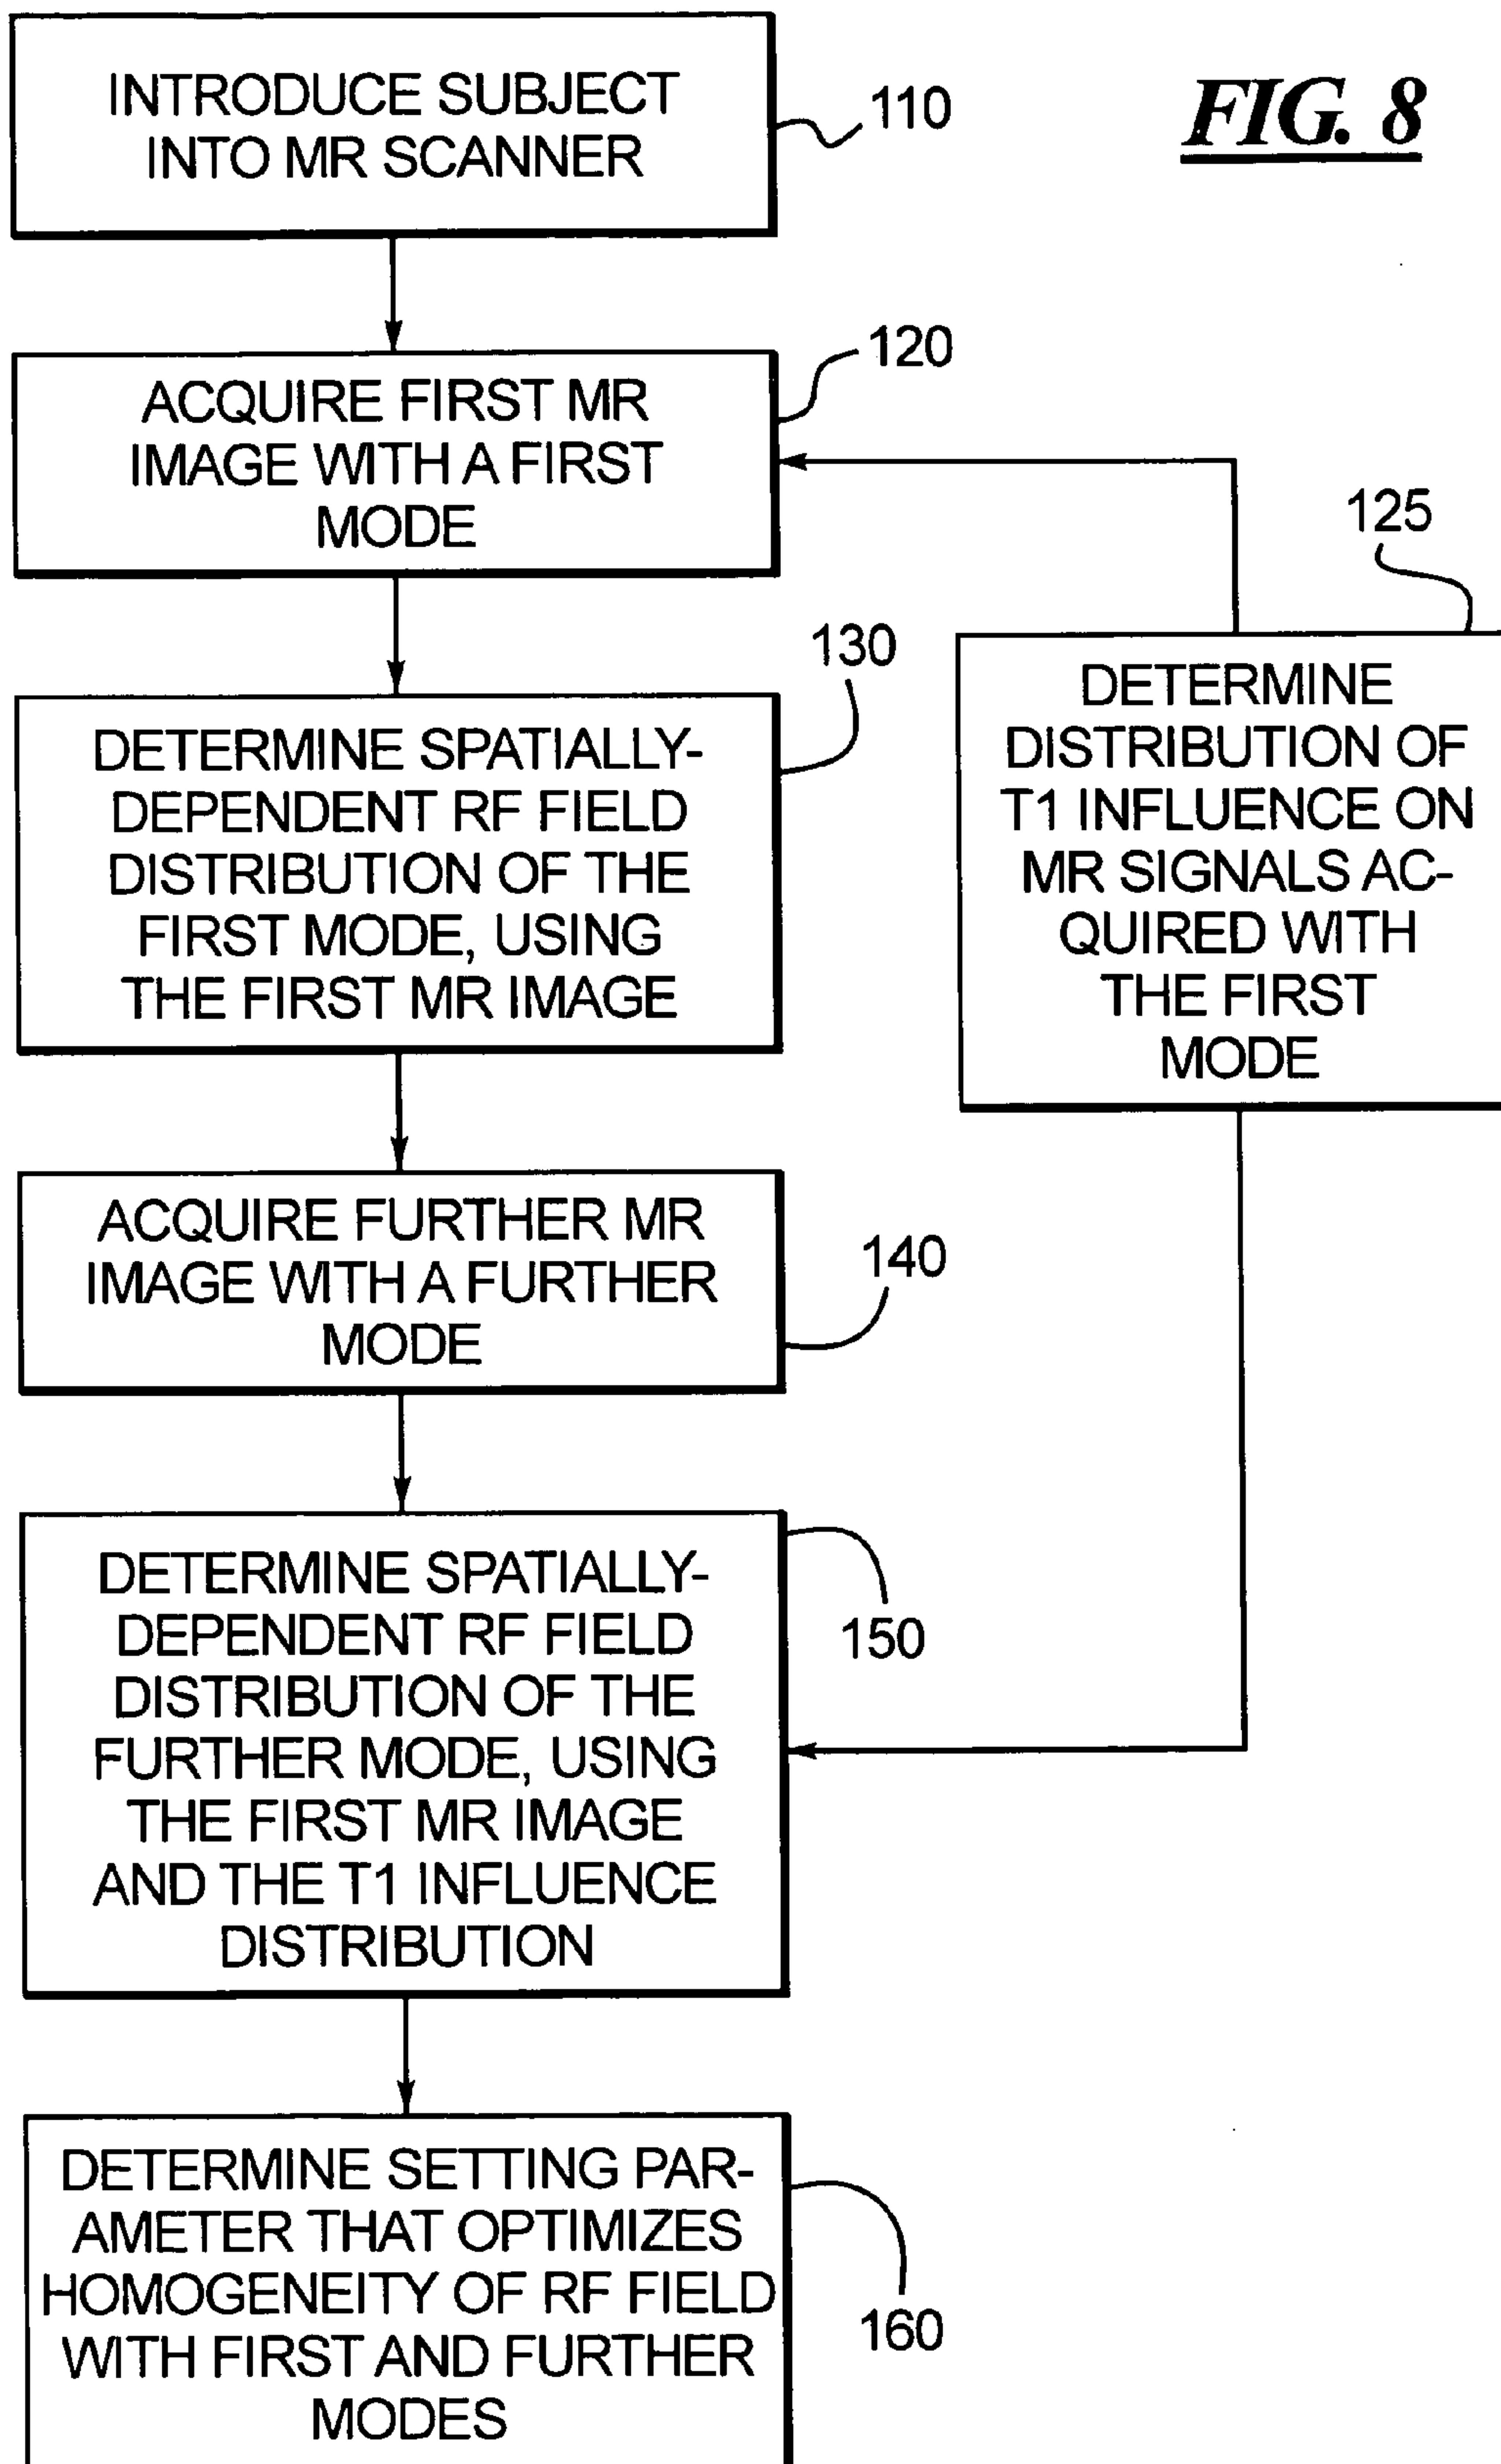 FIG. 8
INTRODUCE SUBJECT
INTO MR SCANNER
110
ACQUIRE FIRST MR
IMAGE WITH A FIRST
MODE
120
DETERMINE
DISTRIBUTION OF
T1 INFLUENCE ON
MR SIGNALS AC-
QUIRED WITH
THE FIRST
MODE
125
DETERMINE SPATIALLY-
DEPENDENT RF FIELD
DISTRIBUTION OF THE
FIRST MODE, USING
THE FIRST MR IMAGE
130
ACQUIRE FURTHER MR
IMAGE WITH A FURTHER
MODE
140
DETERMINE SPATIALLY-
DEPENDENT RF FIELD
DISTRIBUTION OF THE
FURTHER MODE, USING
THE FIRST MR IMAGE
AND THE T1 INFLUENCE
DISTRIBUTION
150
DETERMINE SETTING PAR-
AMETER THAT OPTIMIZES
HOMOGENEITY OF RF FIELD
WITH FIRST AND FURTHER
MODES
160